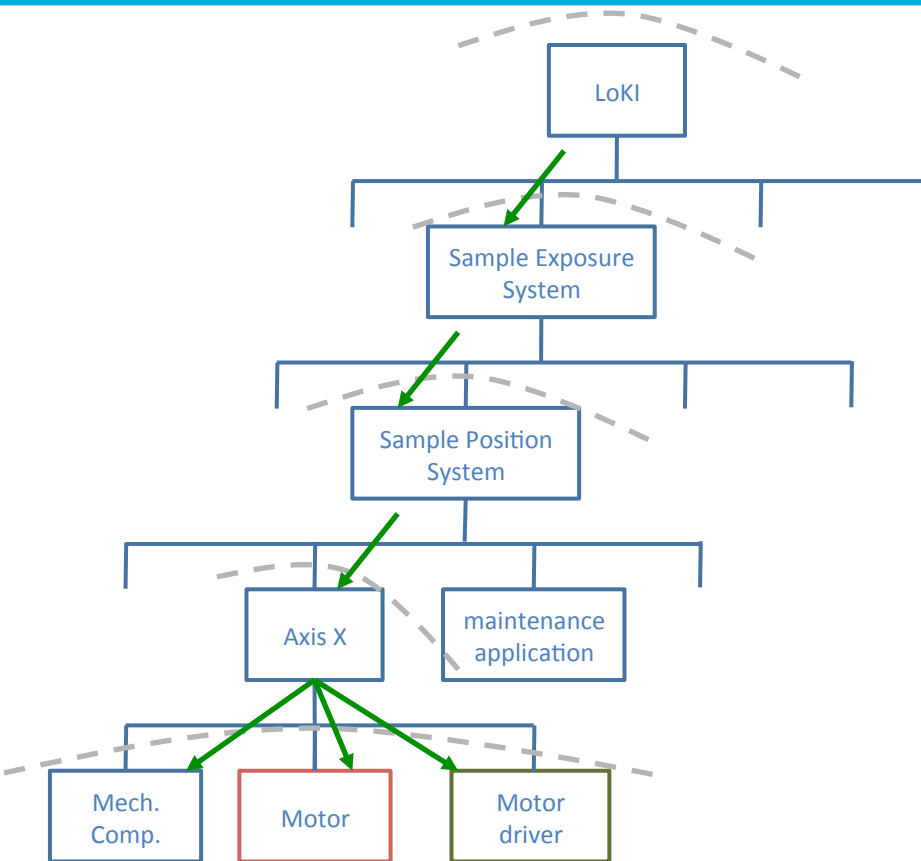 LoKI
Sample Exposure
System
Sample Position
System
Axis X
maintenance
application
Mech.
Comp.
Motor
Motor
driver